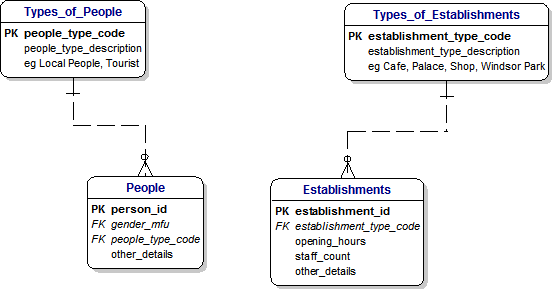 Types_of_People
PK people_type_code
people_type_description
eg Local People, Tourist
Types_of_Establishments
PK establishment_type_code
establishment_type_description
eg Cafe, Palace, Shop, Windsor Park
People
PK person_id
FK gender_mfu
FK people_type_code
other_details
Establishments
PK establishment_id
FK establishment_type_code
opening_hours
staff_count
other_details